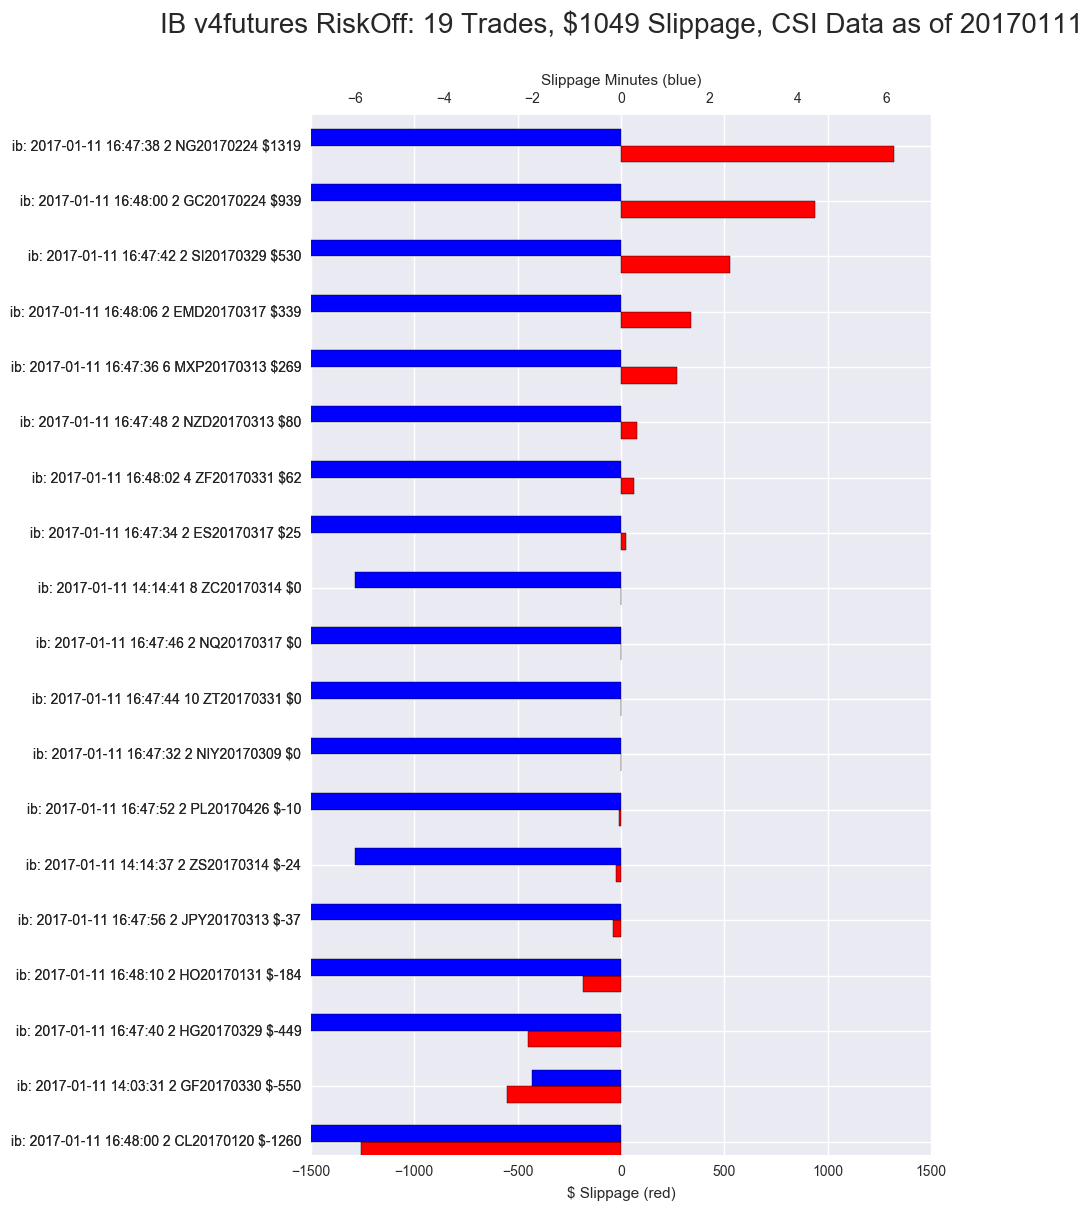 IB v4futures RiskOff: 19 Trades, $1049 Slippage, CSI Data as of 20170111
Slippage Minutes (blue)
−6 −4 −2 0 2 4 6
ib: 2017-01-11 16:47:38 2 NG20170224 $1319
ib: 2017-01-11 16:48:00 2 GC20170224 $939
ib: 2017-01-11 16:47:42 2 SI20170329 $530
ib: 2017-01-11 16:48:06 2 EMD20170317 $339
ib: 2017-01-11 16:47:36 6 MXP20170313 $269
ib: 2017-01-11 16:47:48 2 NZD20170313 $80
ib: 2017-01-11 16:48:02 4 ZF20170331 $62
ib: 2017-01-11 16:47:34 2 ES20170317 $25
ib: 2017-01-11 14:14:41 8 ZC20170314 $0
ib: 2017-01-11 16:47:46 2 NQ20170317 $0
ib: 2017-01-11 16:47:44 10 ZT20170331 $0
ib: 2017-01-11 16:47:32 2 NIY20170309 $0
ib: 2017-01-11 16:47:52 2 PL20170426 $-10
ib: 2017-01-11 14:14:37 2 ZS20170314 $-24
ib: 2017-01-11 16:47:56 2 JPY20170313 $-37
ib: 2017-01-11 16:48:10 2 HO20170131 $-184
ib: 2017-01-11 16:47:40 2 HG20170329 $-449
ib: 2017-01-11 14:03:31 2 GF20170330 $-550
ib: 2017-01-11 16:48:00 2 CL20170120 $-1260
−1500 −1000 −500 0 500 1000 1500
$ Slippage (red)